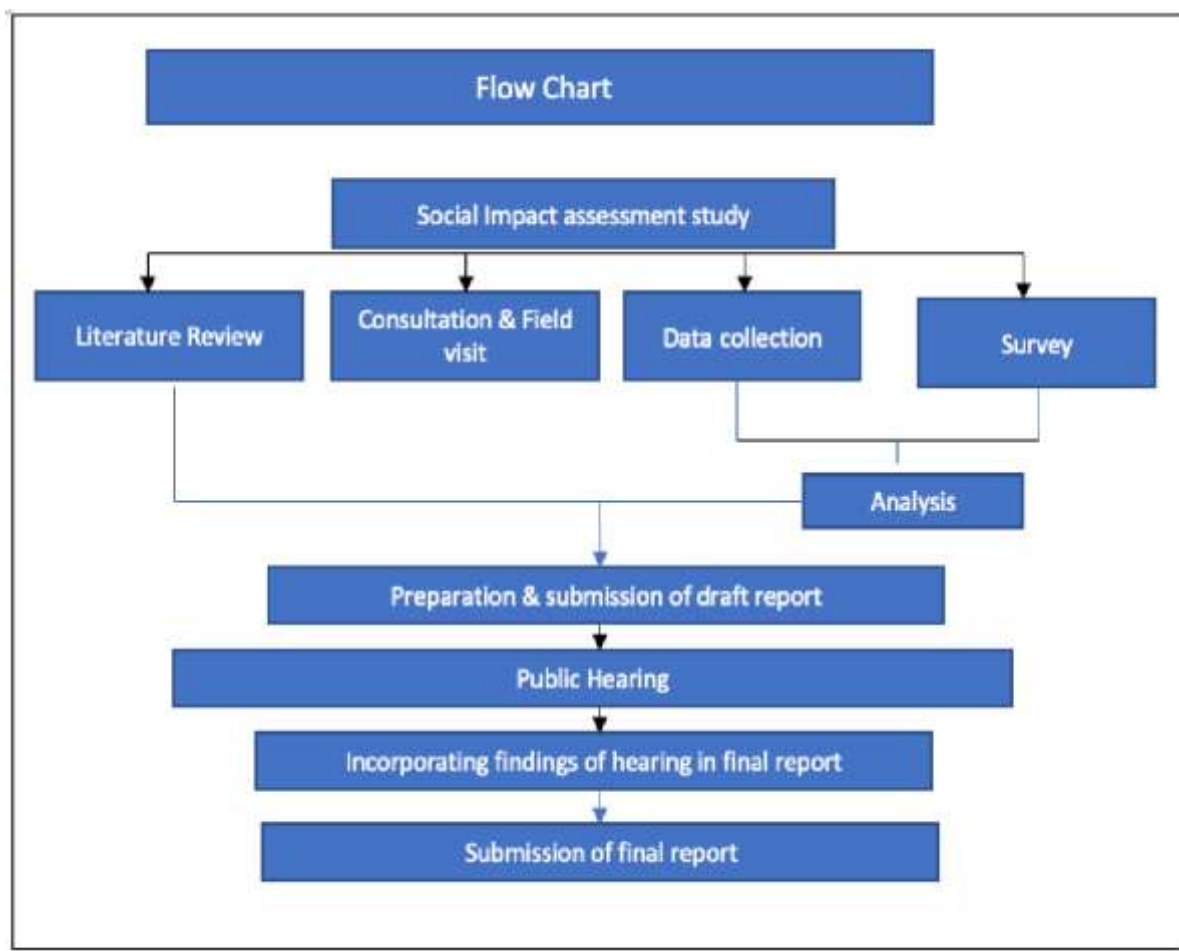 Flow Chart
Social Impact assessment study
Literature Review
Consultation & Field
visit
Data collection
Survey
Analysis
Preparation & submission of draft report
Public Hearing
Incorporating findings of hearing in final report
Submission of final report